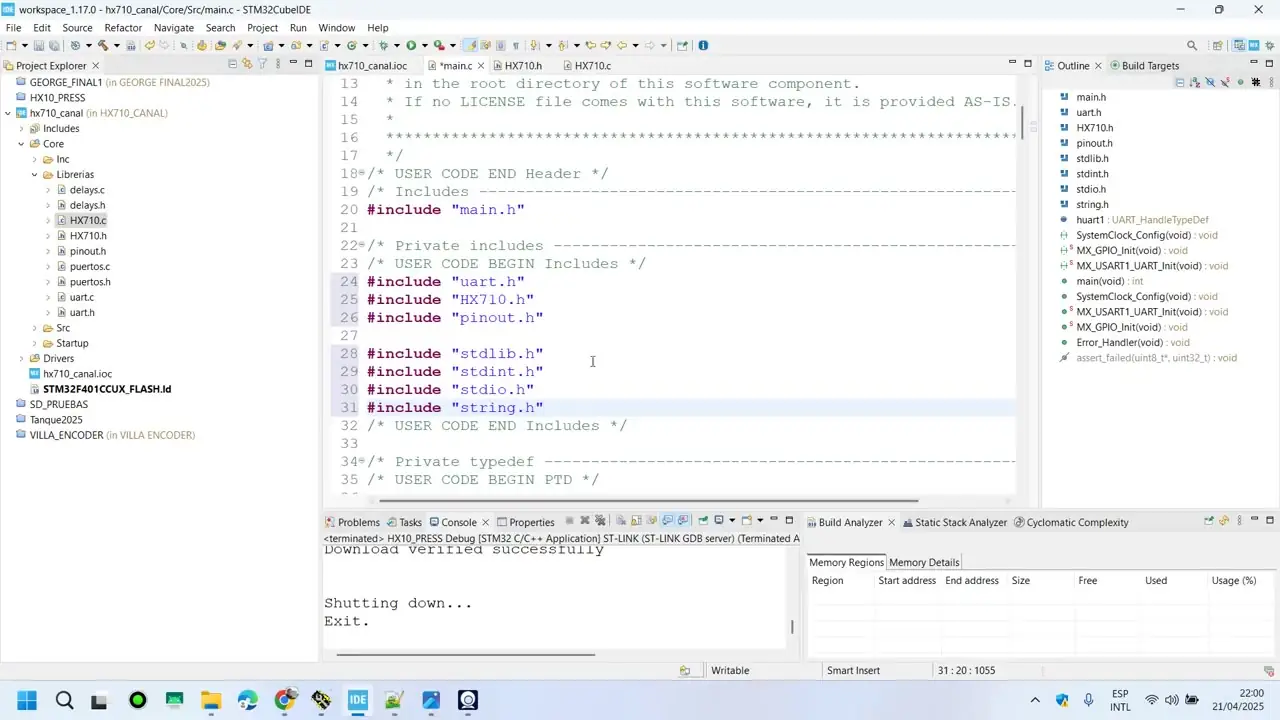 workspace_1.17.0 - hx710_canal/Core/Src/main.c - STM32CubeIDE
File Edit Source Refactor Navigate Search Project Run Window Help
Project Explorer
GEORGE_FINAL1 (in GEORGE FINAL2025)
HX10_PRESS
hx710_canal (in HX710_CANAL)
Includes
Core
Inc
Librerias
delays.c
delays.h
HX710.c
HX710.h
pinout.h
puertos.c
puertos.h
uart.c
uart.h
Src
Startup
Drivers
hx710_canal.ioc
STM32F401CCUX_FLASH.ld
SD_PRUEBAS
Tanque2025
VILLA_ENCODER (in VILLA ENCODER)
hx710_canal.ioc *main.c HX710.h HX710.c
13 * in the root directory of this software component.
14 * If no LICENSE file comes with this software, it is provided AS-IS.
15 *
16 ******************************************************************************
17 */
18 /* USER CODE END Header */
19 /* Includes ------------------------------------------------------------------
20 #include "main.h"
21
22 /* Private includes ----------------------------------------------------------
23 /* USER CODE BEGIN Includes */
24 #include "uart.h"
25 #include "HX710.h"
26 #include "pinout.h"
27
28 #include "stdlib.h"
29 #include "stdint.h"
30 #include "stdio.h"
31 #include "string.h"
32 /* USER CODE END Includes */
33
34 /* Private typedef -----------------------------------------------------------
35 /* USER CODE BEGIN PTD */
Outline Build Targets
main.h
uart.h
HX710.h
pinout.h
stdlib.h
stdint.h
stdio.h
string.h
huart1 : UART_HandleTypeDef
SystemClock_Config(void) : void
MX_GPIO_Init(void) : void
MX_USART1_UART_Init(void) : void
main(void) : int
SystemClock_Config(void) : void
MX_USART1_UART_Init(void) : void
MX_GPIO_Init(void) : void
Error_Handler(void) : void
assert_failed(uint8_t*, uint32_t) : void
Problems Tasks Console Properties
<terminated> HX10_PRESS Debug [STM32 C/C++ Application] ST-LINK (ST-LINK GDB server) (Terminated A
Download verified successfully
Shutting down...
Exit.
Build Analyzer Static Stack Analyzer Cyclomatic Complexity
Memory Regions Memory Details
Region Start address End address Size Free Used Usage (%)
Writable Smart Insert 31 : 20 : 1055
IDE
ESP
INTL
22:00
21/04/2025